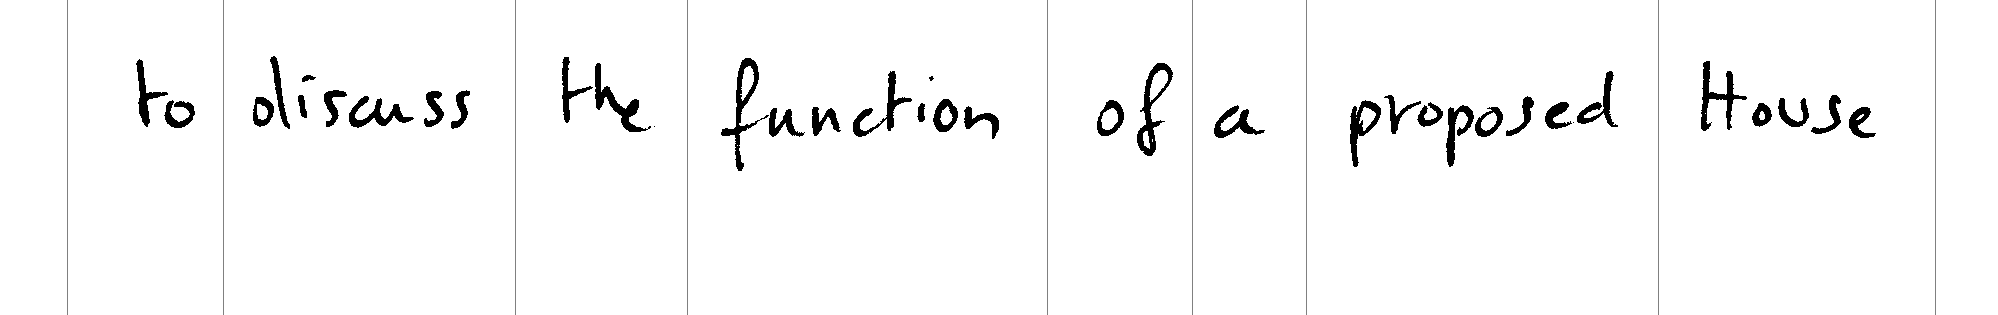 to discuss the function of a proposed House